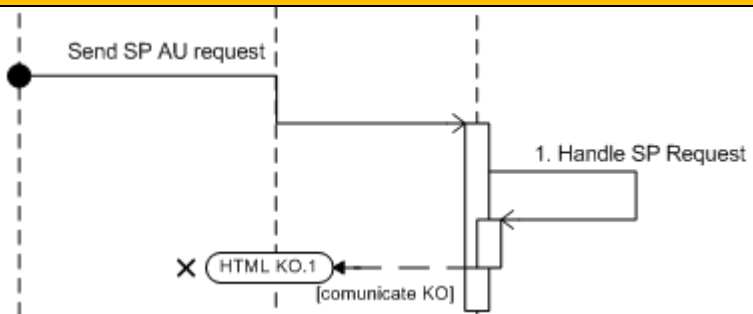 Send SP AU request
1. Handle SP Request
HTML KO.1
[comunicate KO]